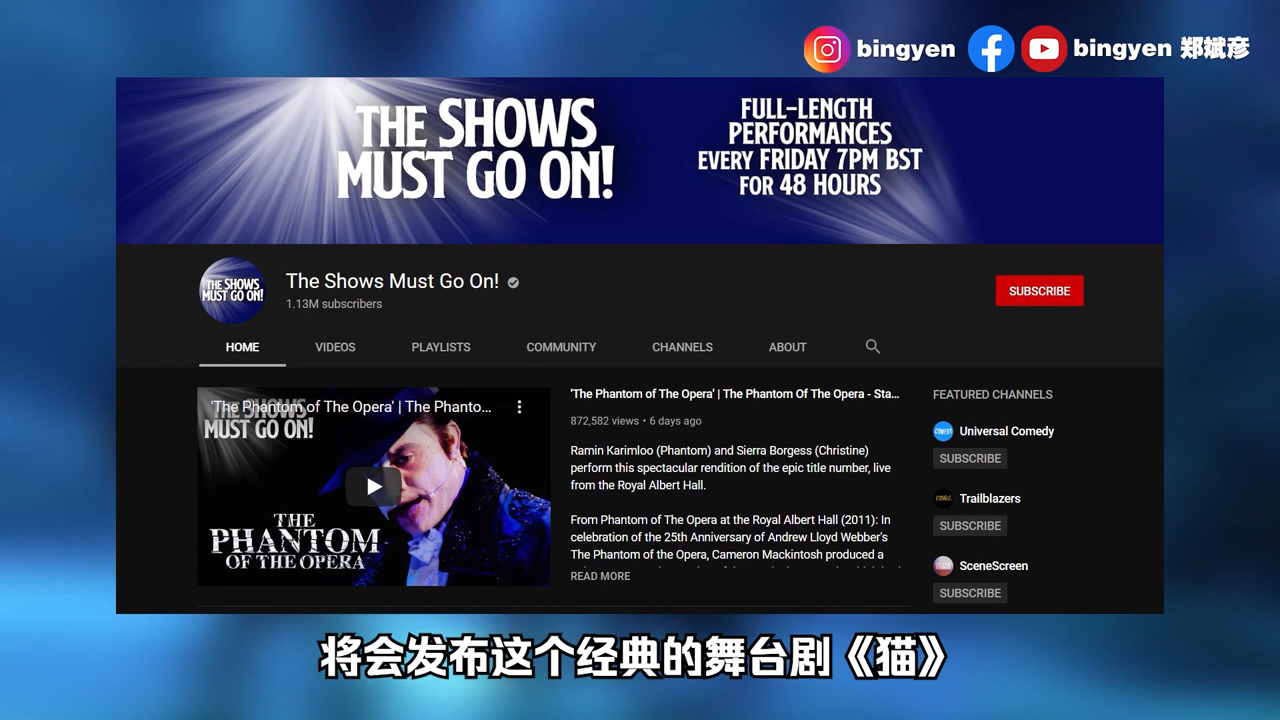 bingyen
bingyen 郑斌彦
THE SHOWS
MUST GO ON!
FULL-LENGTH
PERFORMANCES
EVERY FRIDAY 7PM BST
FOR 48 HOURS
THE SHOWS
MUST GO ON!
The Shows Must Go On!
1.13M subscribers
SUBSCRIBE
HOME
VIDEOS
PLAYLISTS
COMMUNITY
CHANNELS
ABOUT
'The Phantom of The Opera' | The Phanto...
THE SHOWS
MUST GO ON!
THE
PHANTOM
OF THE OPERA
'The Phantom of The Opera' | The Phantom Of The Opera - Sta...
872,582 views • 6 days ago
Ramin Karimloo (Phantom) and Sierra Borgess (Christine)
perform this spectacular rendition of the epic title number, live
from the Royal Albert Hall.
From Phantom of The Opera at the Royal Albert Hall (2011): In
celebration of the 25th Anniversary of Andrew Lloyd Webber's
The Phantom of the Opera, Cameron Mackintosh produced a
READ MORE
FEATURED CHANNELS
Universal Comedy
SUBSCRIBE
Trailblazers
SUBSCRIBE
SceneScreen
SUBSCRIBE
将会发布这个经典的舞台剧《猫》